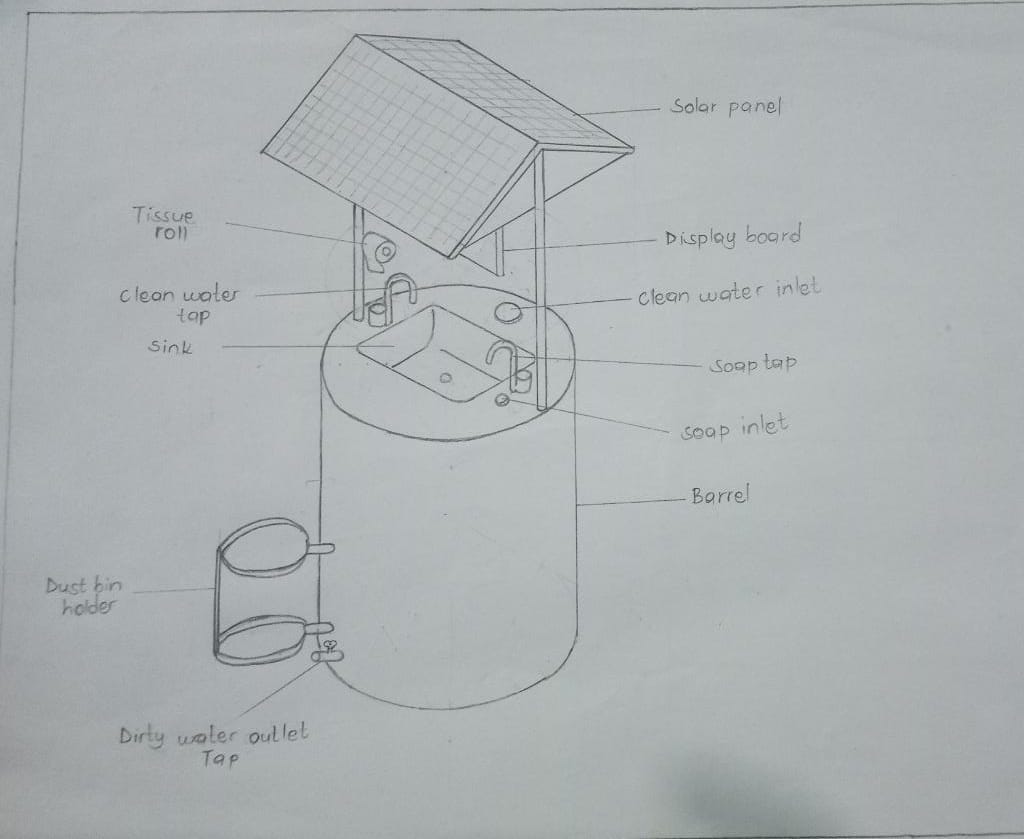 Solar panel
Tissue
roll
Display board
Clean water
tap
Clean water inlet
Sink
Soap tap
Soap inlet
Barrel
Dust bin
holder
Dirty water outlet
Tap